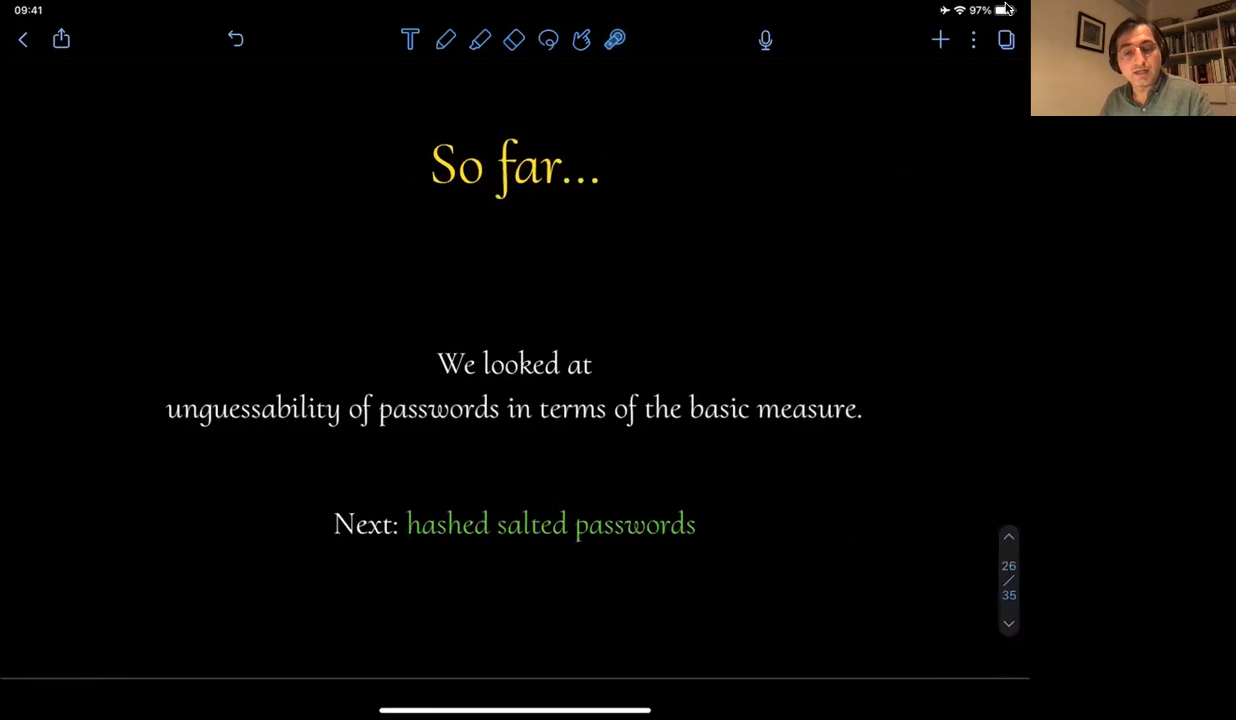 09:41
97%
So far...
We looked at
unguessability of passwords in terms of the basic measure.
Next: hashed salted passwords
26
/
35